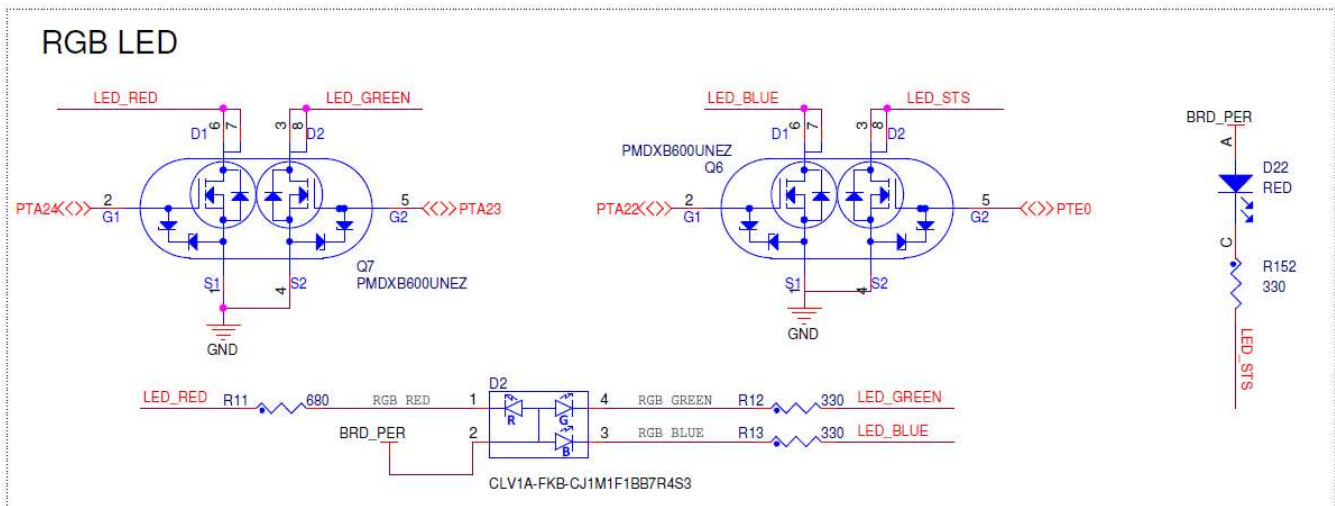 RGB LED
LED_RED
LED_GREEN
D1
6
7
3
8
D2
PTA24
2
G1
5
G2
PTA23
Q7
PMDXB600UNEZ
S1
1
4
S2
GND
LED_BLUE
LED_STS
PMDXB600UNEZ
Q6
D1
6
7
3
8
D2
PTA22
2
G1
5
G2
PTE0
S1
1
4
S2
GND
BRD_PER
A
D22
RED
C
R152
330
LED_STS
LED_RED
R11
680
RGB RED
1
D2
R
G
B
4
RGB GREEN
R12
330
LED_GREEN
BRD_PER
2
3
RGB BLUE
R13
330
LED_BLUE
CLV1A-FKB-CJ1M1F1BB7R4S3